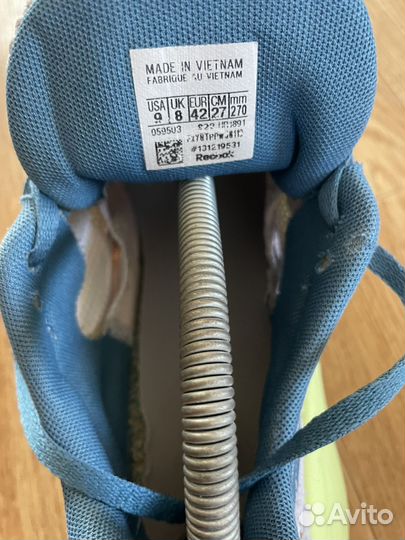 MADE IN VIETNAM
FABRIQUE AU VIETNAM
USA UK EUR CM mm
9 8 42 27 270
059503
#131219531
Reebok
Avito